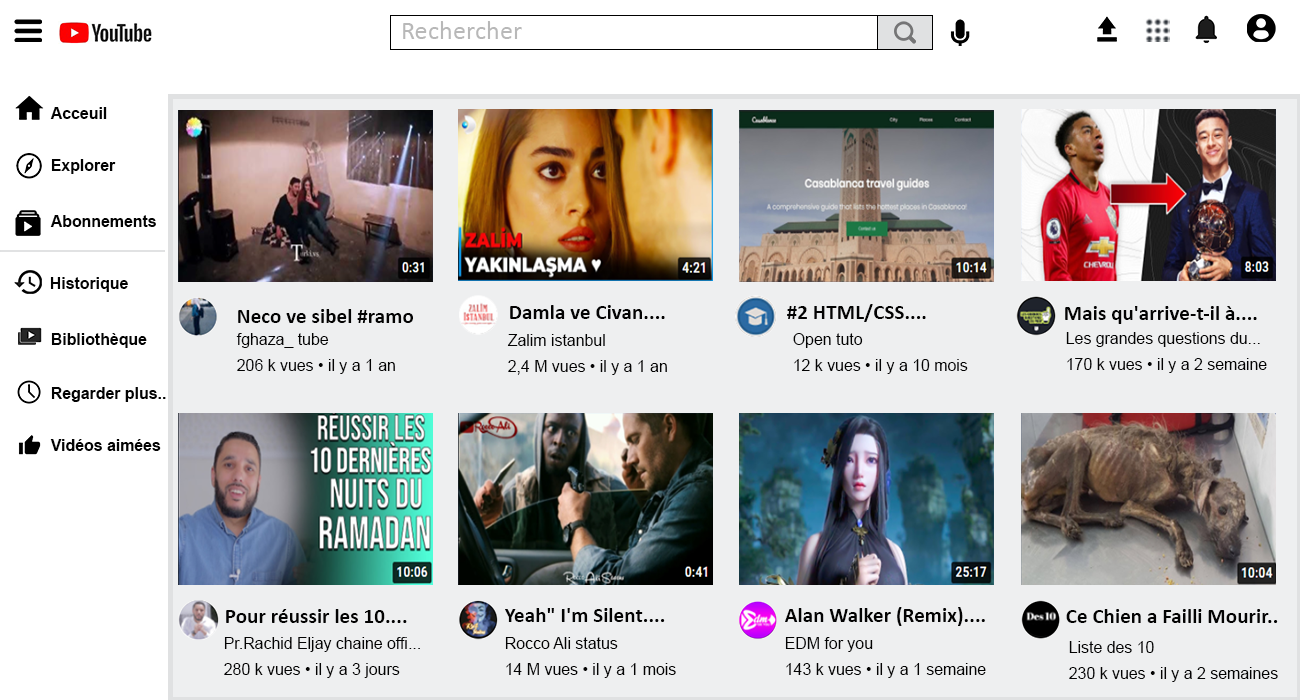 YouTube
Rechercher
Acceuil
Explorer
Abonnements
Historique
Bibliothèque
Regarder plus..
Vidéos aimées
0:31
Neco ve sibel #ramo
fghaza_ tube
206 k vues • il y a 1 an
ZALİM
YAKINLAŞMA ♥
4:21
ZALİM
İSTANBUL
Damla ve Civan....
Zalim istanbul
2,4 M vues • il y a 1 an
Casablanca
City Places Contact
Casablanca travel guides
A comprehensive guide that lists the hottest places in Casablanca!
Contact us
10:14
#2 HTML/CSS....
Open tuto
12 k vues • il y a 10 mois
CHEVROLET
8:03
Mais qu'arrive-t-il à....
Les grandes questions du...
170 k vues • il y a 2 semaine
REUSSIR LES
10 DERNIÈRES
NUITS DU
RAMADAN
10:06
Pour réussir les 10....
Pr.Rachid Eljay chaine offi...
280 k vues • il y a 3 jours
Rocco Ali
0:41
Yeah" I'm Silent....
Rocco Ali status
14 M vues • il y a 1 mois
25:17
Edm
Alan Walker (Remix)....
EDM for you
143 k vues • il y a 1 semaine
10:04
Des 10
Ce Chien a Failli Mourir..
Liste des 10
230 k vues • il y a 2 semaines